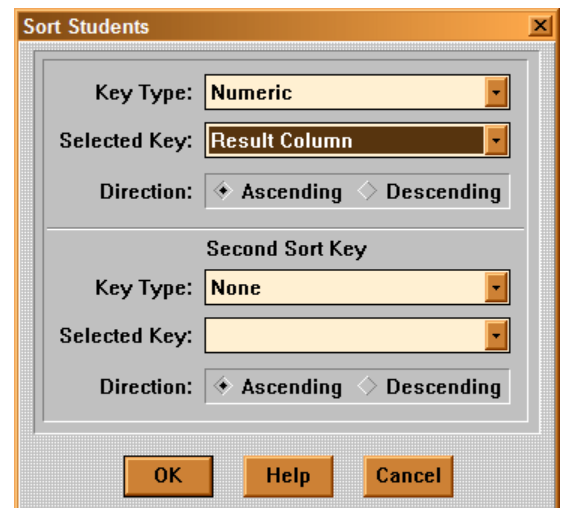 Sort Students
Key Type: Numeric
Selected Key: Result Column
Direction: Ascending Descending
Second Sort Key
Key Type: None
Selected Key:
Direction: Ascending Descending
OK Help Cancel